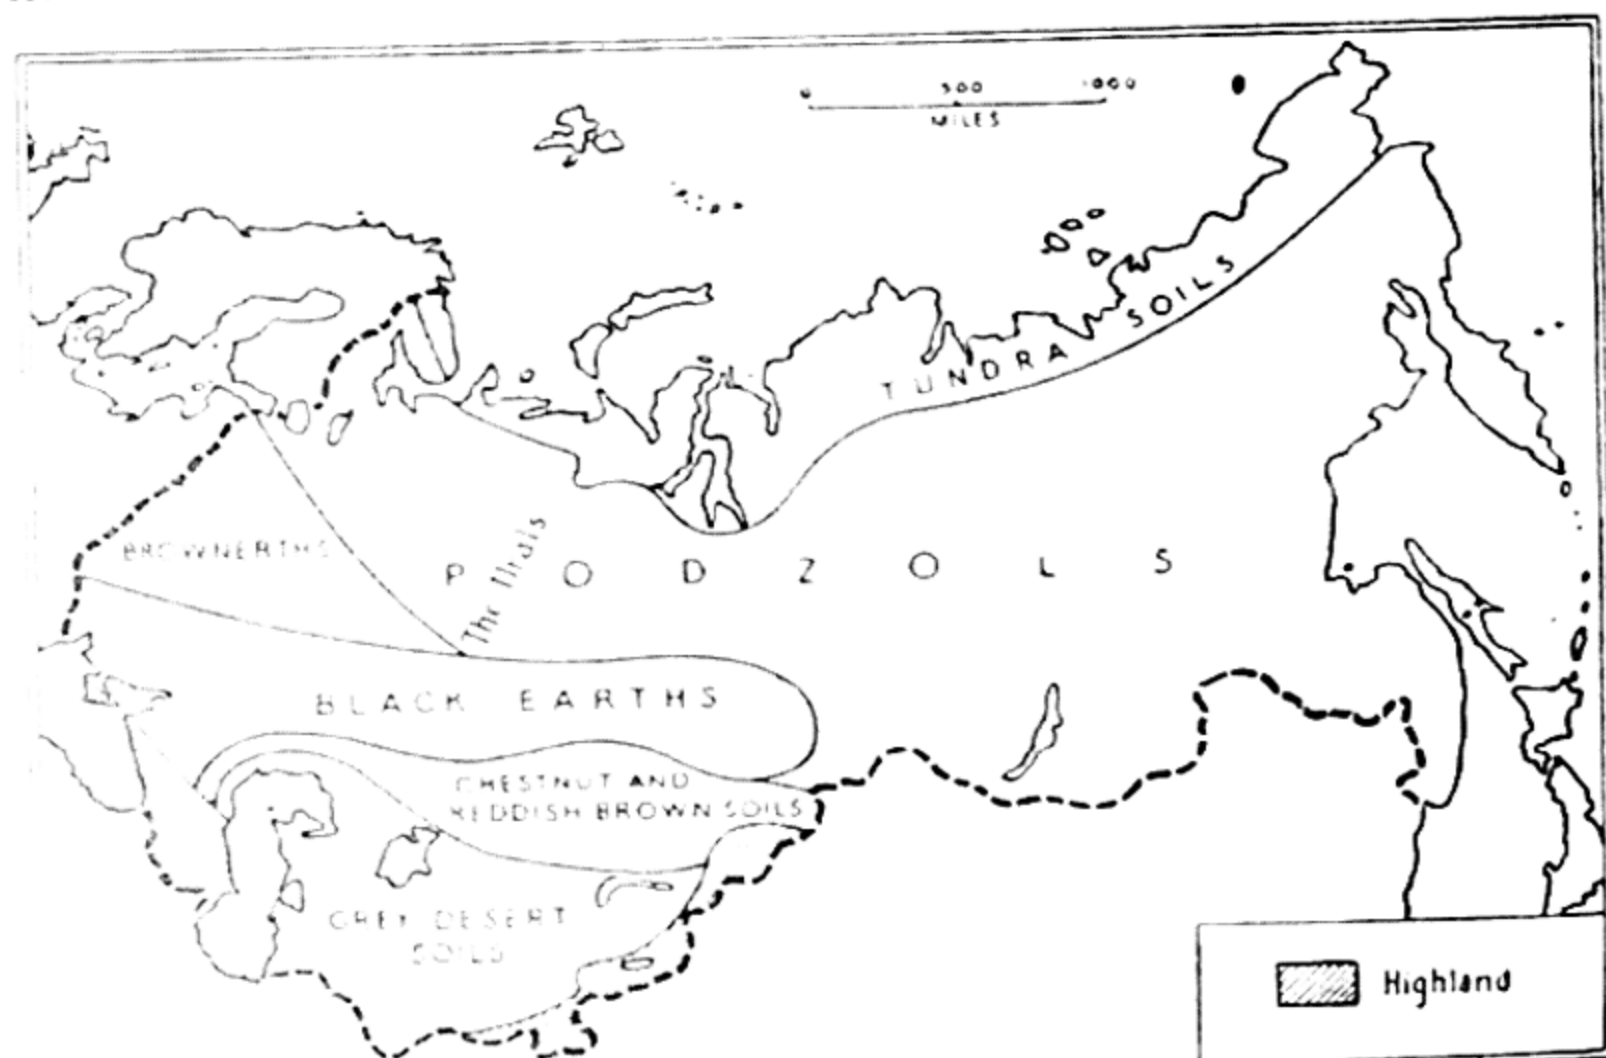 0 500 1000
MILES
TUNDRA SOILS
BROWNERTHS
The Urals
PODZOLS
BLACK EARTHS
CHESTNUT AND
REDDISH BROWN SOILS
GREY DESERT
SOILS
Highland